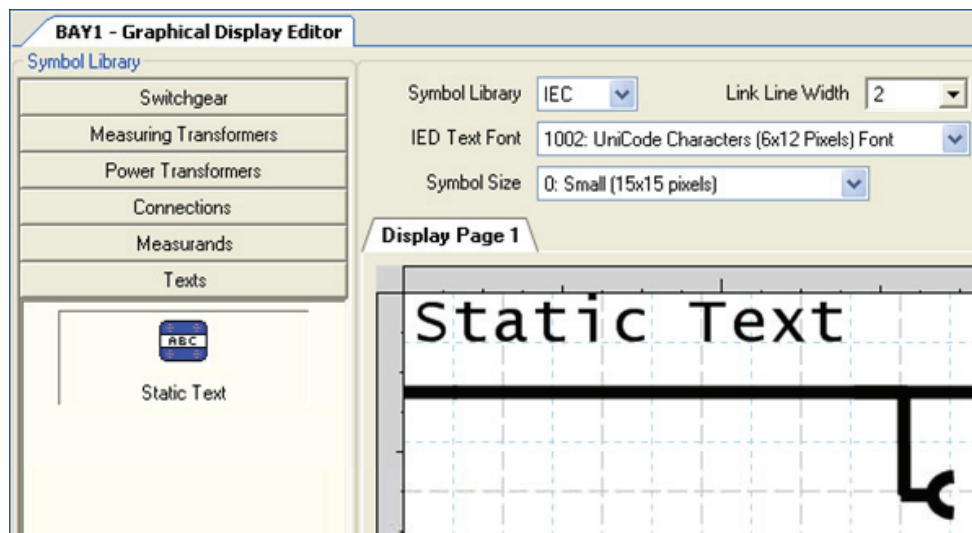 BAY1 - Graphical Display Editor
Symbol Library
Switchgear
Measuring Transformers
Power Transformers
Connections
Measurands
Texts
ABC
Static Text
Symbol Library IEC Link Line Width 2
IED Text Font 1002: UniCode Characters (6x12 Pixels) Font
Symbol Size 0: Small (15x15 pixels)
Display Page 1
Static Text